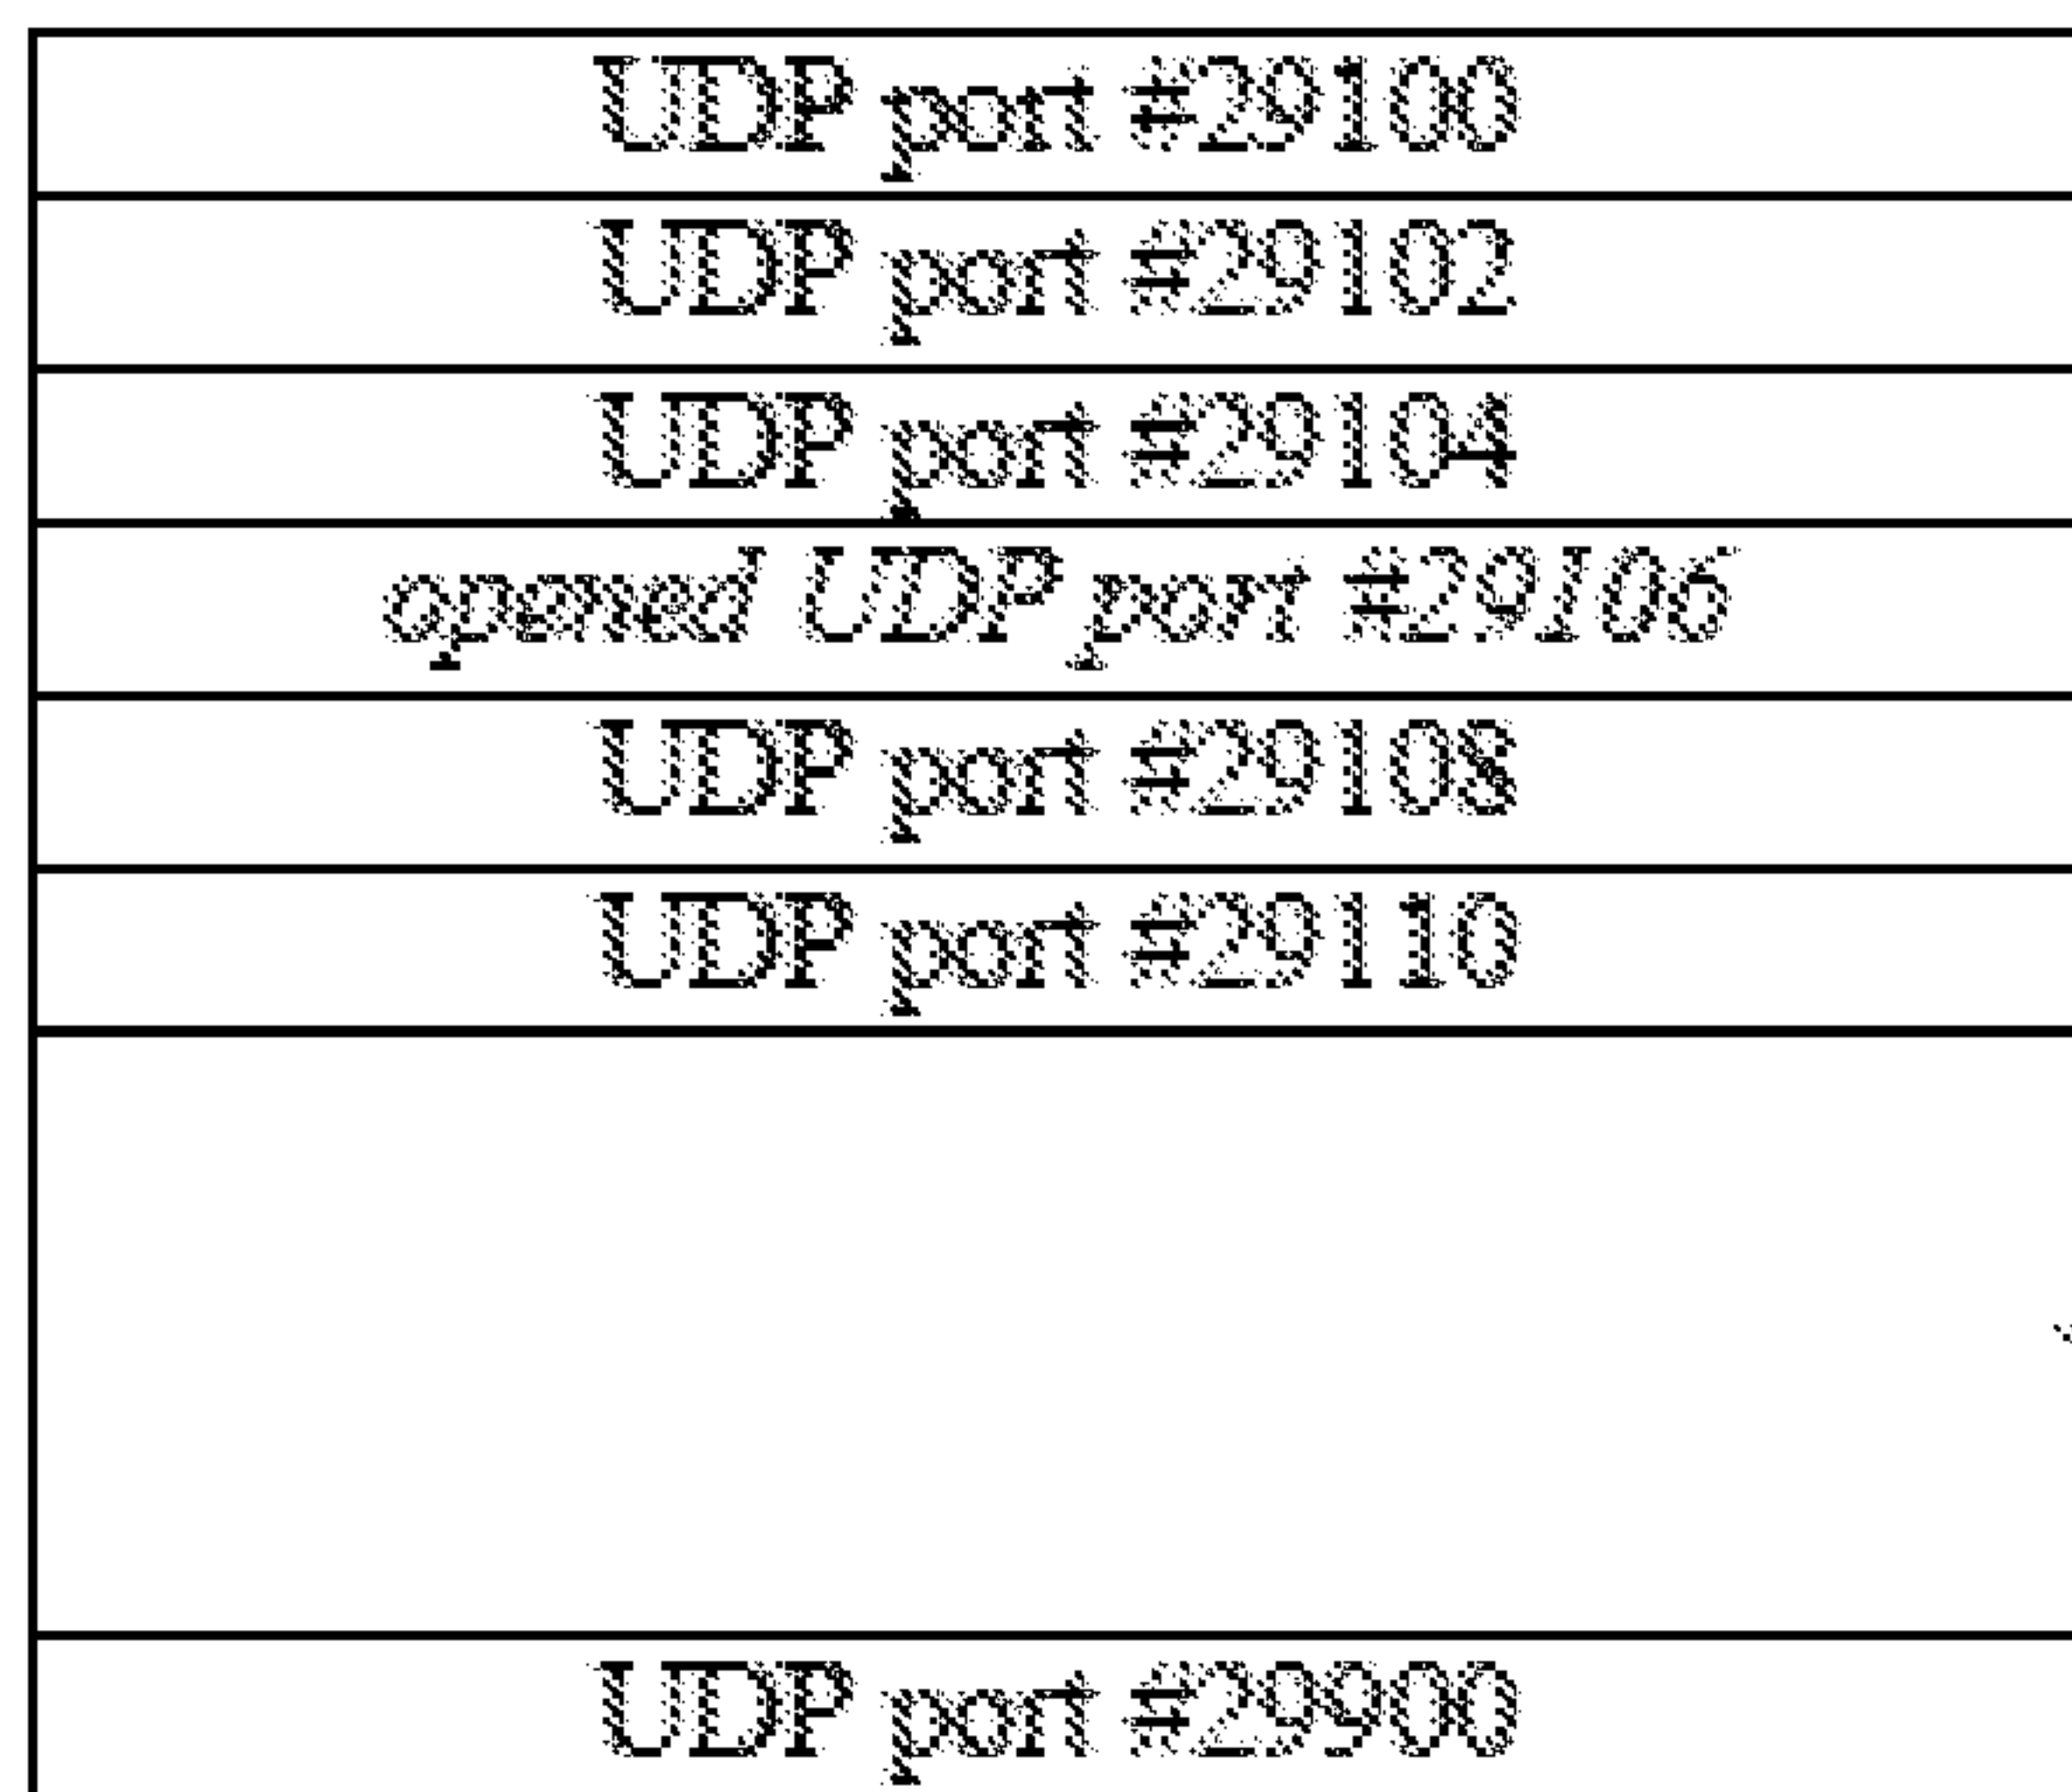 UDP port #29100
UDP port #29102
UDP port #29104
opened UDP port #29106
UDP port #29108
UDP port #29110
UDP port #29900